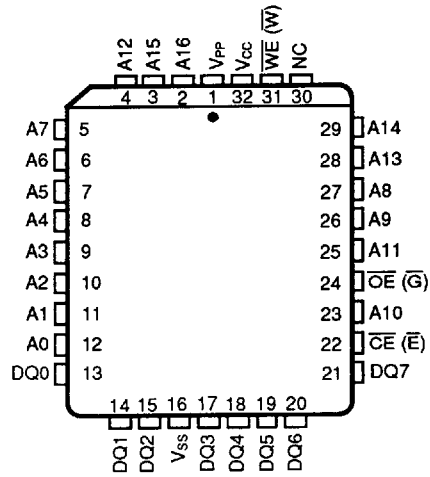 A12 A15 A16 VPP VCC W̅E̅ (W̅) NC
4 3 2 1 32 31 30
A7 5 29 A14
A6 6 28 A13
A5 7 27 A8
A4 8 26 A9
A3 9 25 A11
A2 10 24 O̅E̅ (G̅)
A1 11 23 A10
A0 12 22 C̅E̅ (E̅)
DQ0 13 21 DQ7
14 15 16 17 18 19 20
DQ1 DQ2 VSS DQ3 DQ4 DQ5 DQ6